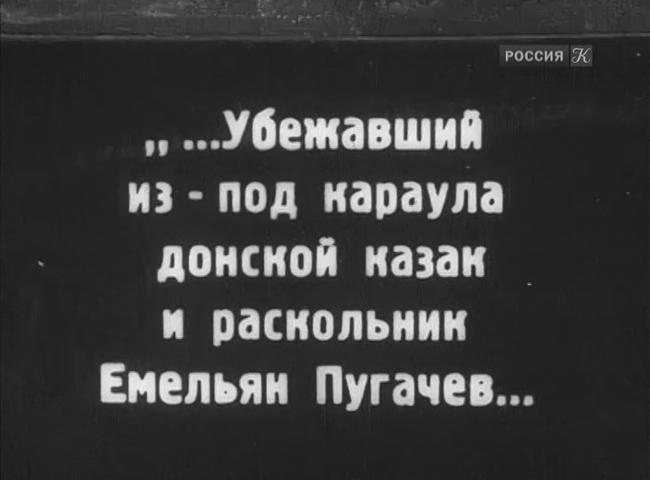 РОССИЯ К
„ ...Убежавший
из - под караула
донской казак
и раскольник
Емельян Пугачев...